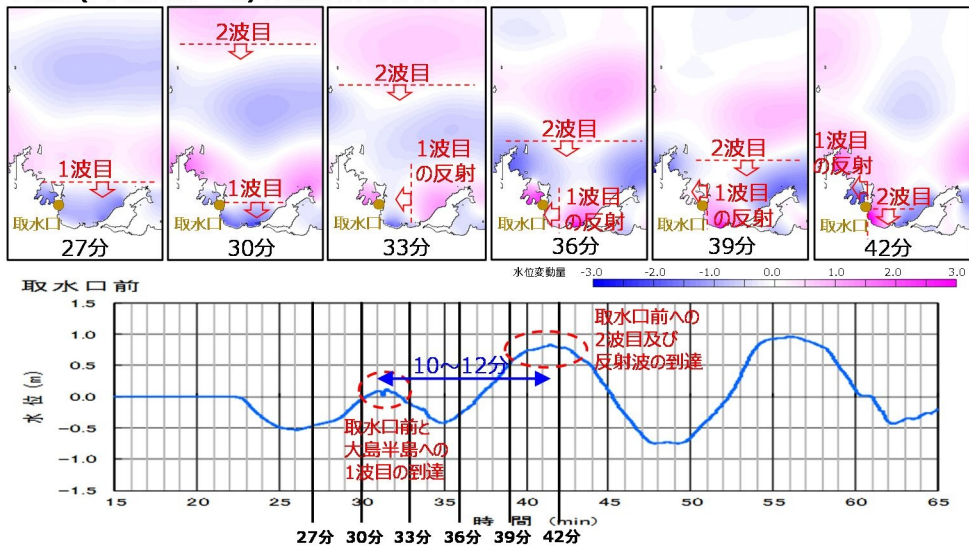 2波目
1波目
取水口
27分
2波目
1波目
取水口
30分
2波目
1波目
の反射
取水口
33分
2波目
1波目
の反射
取水口
36分
2波目
1波目
の反射
取水口
39分
1波目
の反射
2波目
取水口
42分
水位変動量 -3.0 -2.0 -1.0 0.0 1.0 2.0 3.0
取水口前
1.5
1.0
0.5
0.0
-0.5
-1.0
-1.5
水位(m)
10~12分
取水口前への
2波目及び
反射波の到達
取水口前と
大島半島への
1波目の到達
15 20 25 30 35 40 45 50 55 60 65
時間(min)
27分 30分 33分 36分 39分 42分